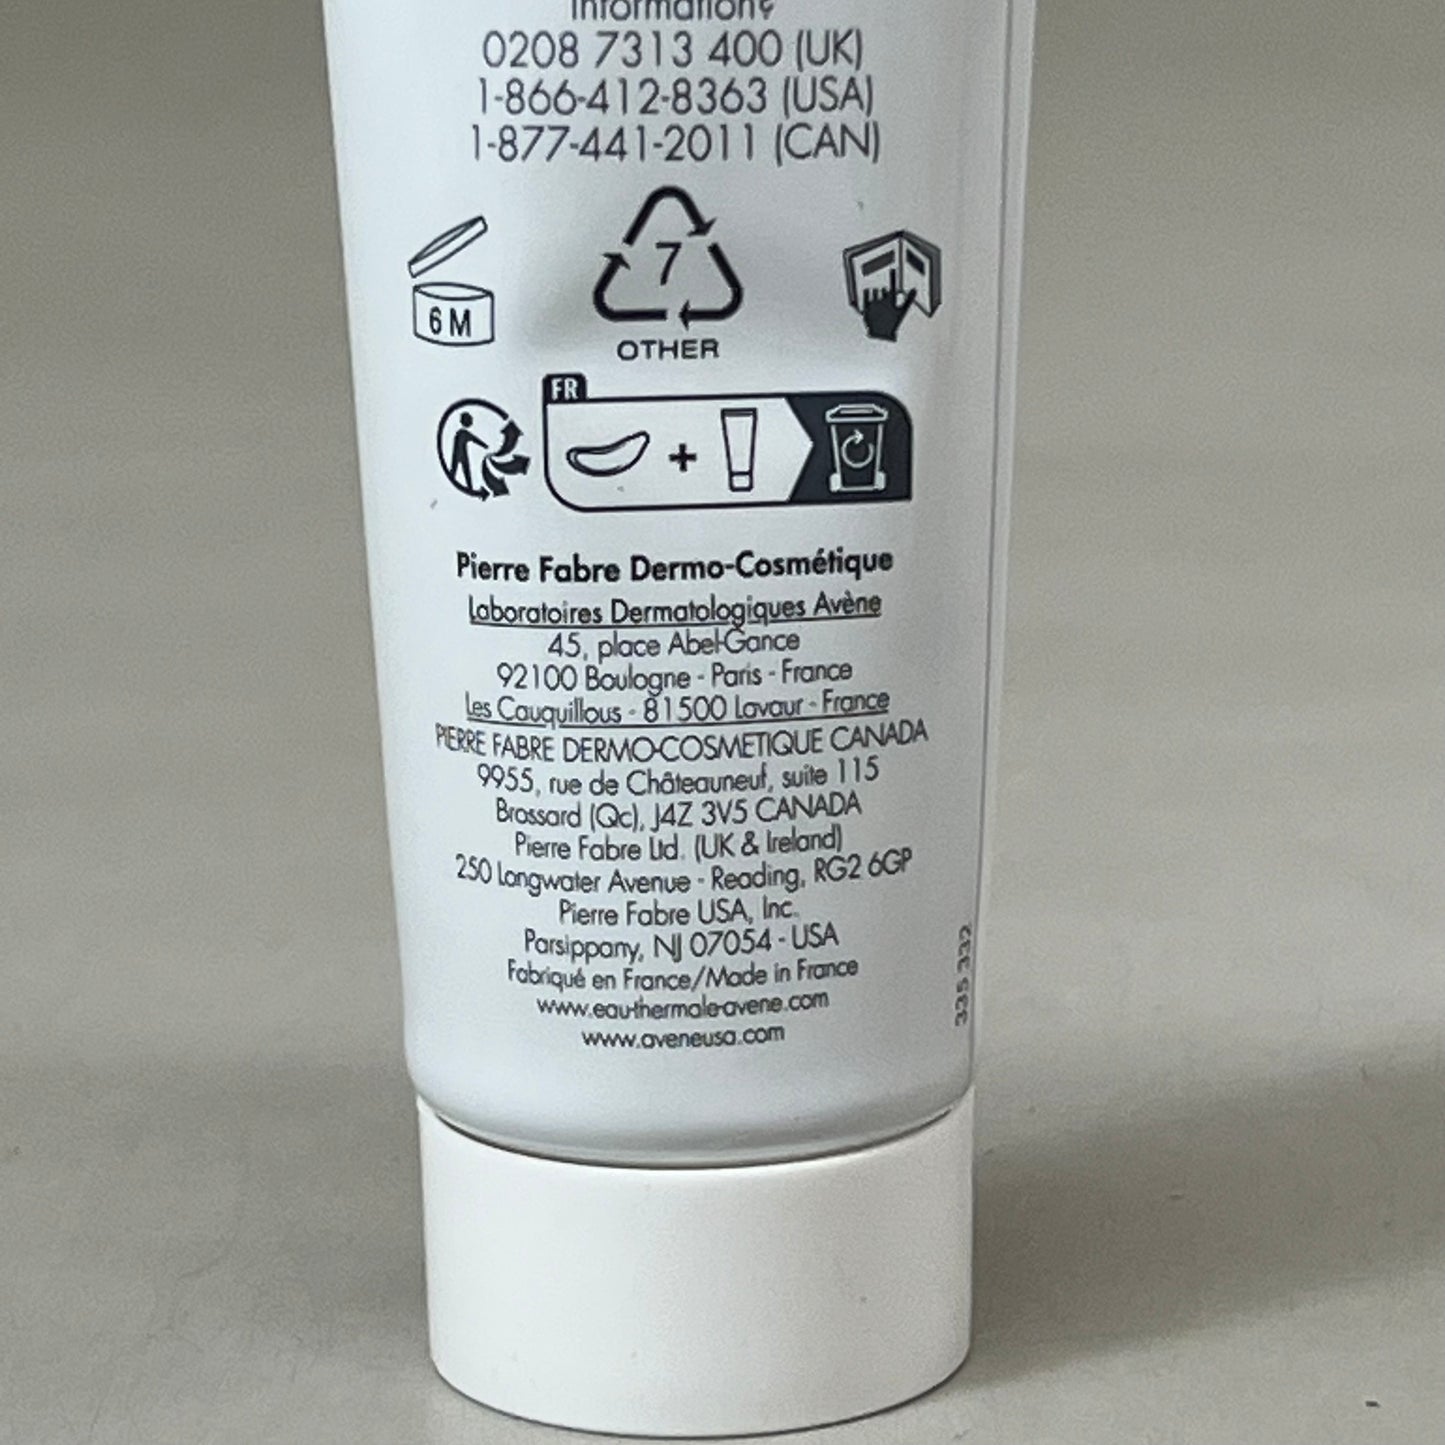 information?
0208 7313 400 (UK)
1-866-412-8363 (USA)
1-877-441-2011 (CAN)
6 M
7
OTHER
FR
+
Pierre Fabre Dermo-Cosmétique
Laboratoires Dermatologiques Avène
45, place Abel-Gance
92100 Boulogne - Paris - France
Les Cauquillous - 81500 Lavaur - France
PIERRE FABRE DERMO-COSMETIQUE CANADA
9955, rue de Châteauneuf, suite 115
Brossard (Qc), J4Z 3V5 CANADA
Pierre Fabre Ltd. (UK & Ireland)
250 Longwater Avenue - Reading, RG2 6GP
Pierre Fabre USA, Inc.
Parsippany, NJ 07054 - USA
Fabriqué en France/Made in France
www.eau-thermale-avene.com
www.aveneusa.com
335 332